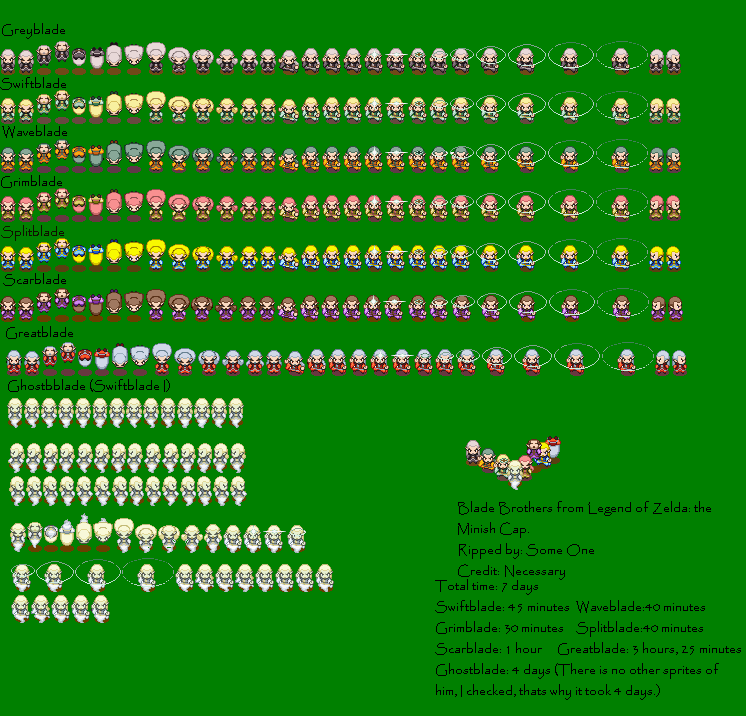 Greyblade
Swiftblade
Waveblade
Grimblade
Splitblade
Scarblade
Greatblade
Ghostbblade (Swiftblade I)
Blade Brothers from Legend of Zelda: the
Minish Cap.
Ripped by: Some One
Credit: Necessary
Total time: 7 days
Swiftblade: 45 minutes Waveblade:40 minutes
Grimblade: 30 minutes Splitblade:40 minutes
Scarblade: 1 hour Greatblade: 3 hours, 25 minutes
Ghostblade: 4 days (There is no other sprites of
him, I checked, thats why it took 4 days.)